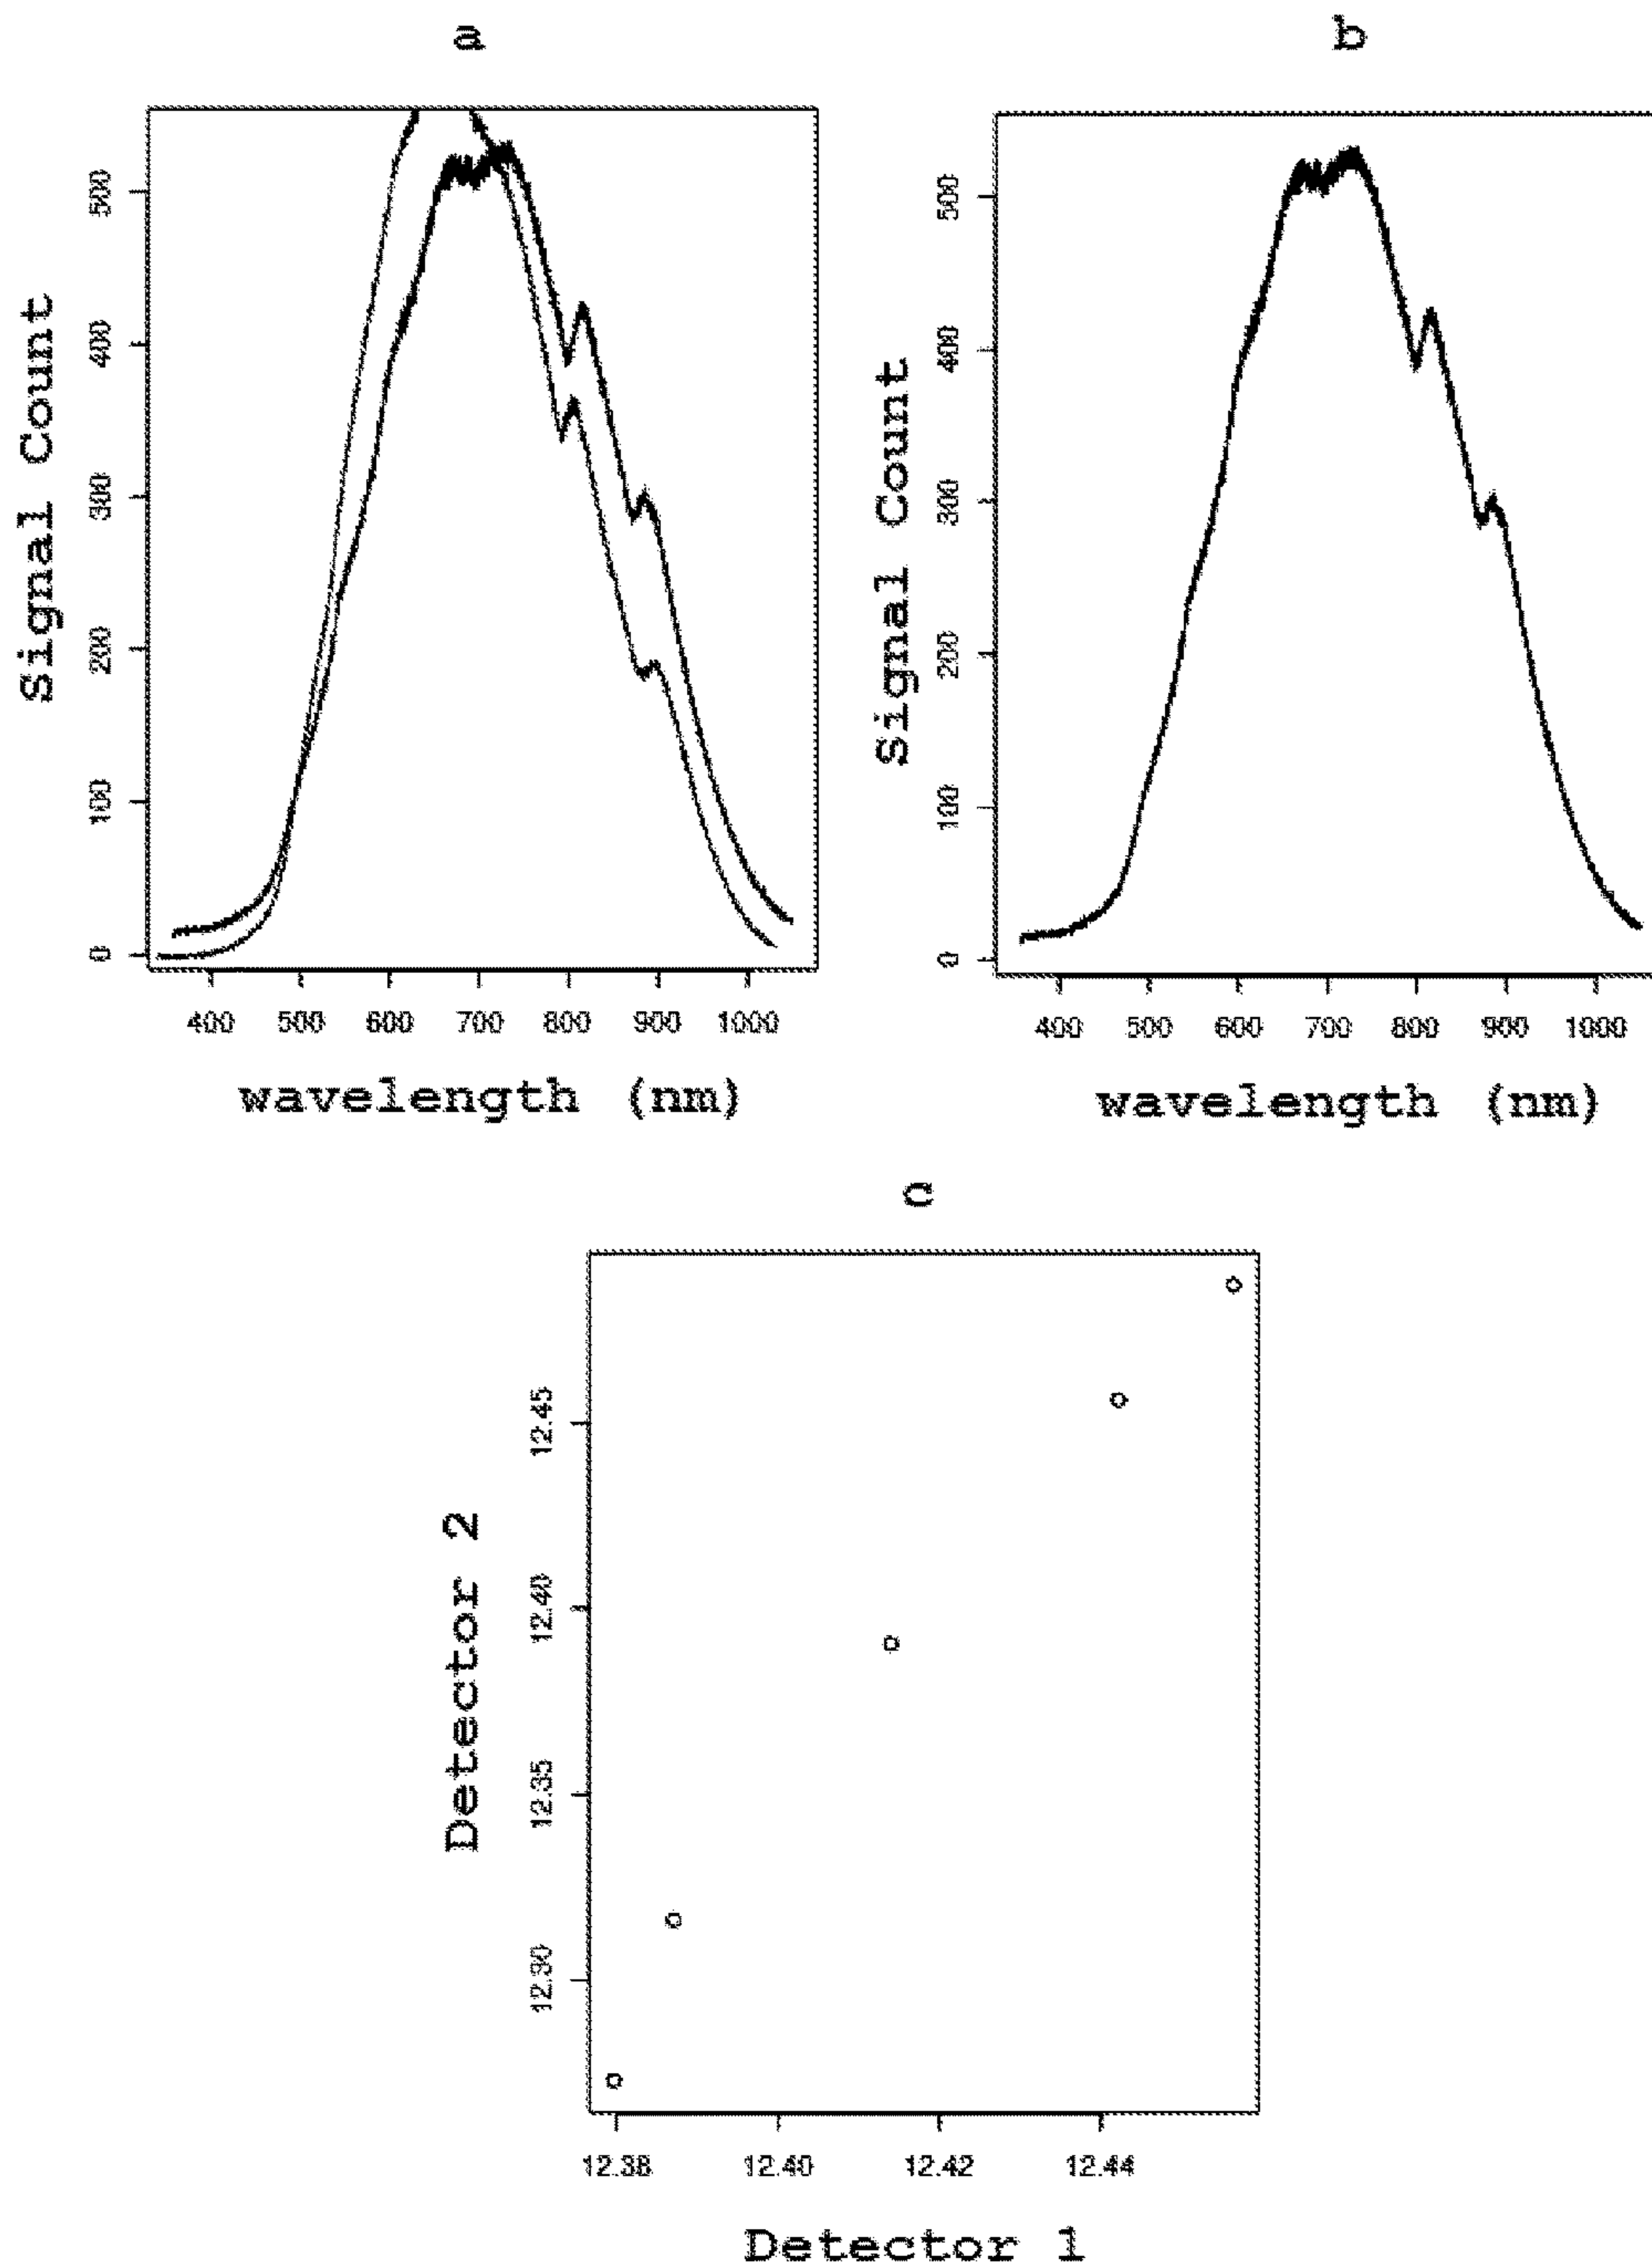 a
Signal Count
500
400
300
200
100
0
400 500 600 700 800 900 1000
wavelength (nm)
b
Signal Count
500
400
300
200
100
0
400 500 600 700 800 900 1000
wavelength (nm)
c
Detector 2
12.45
12.40
12.35
12.30
12.38 12.40 12.42 12.44
Detector 1